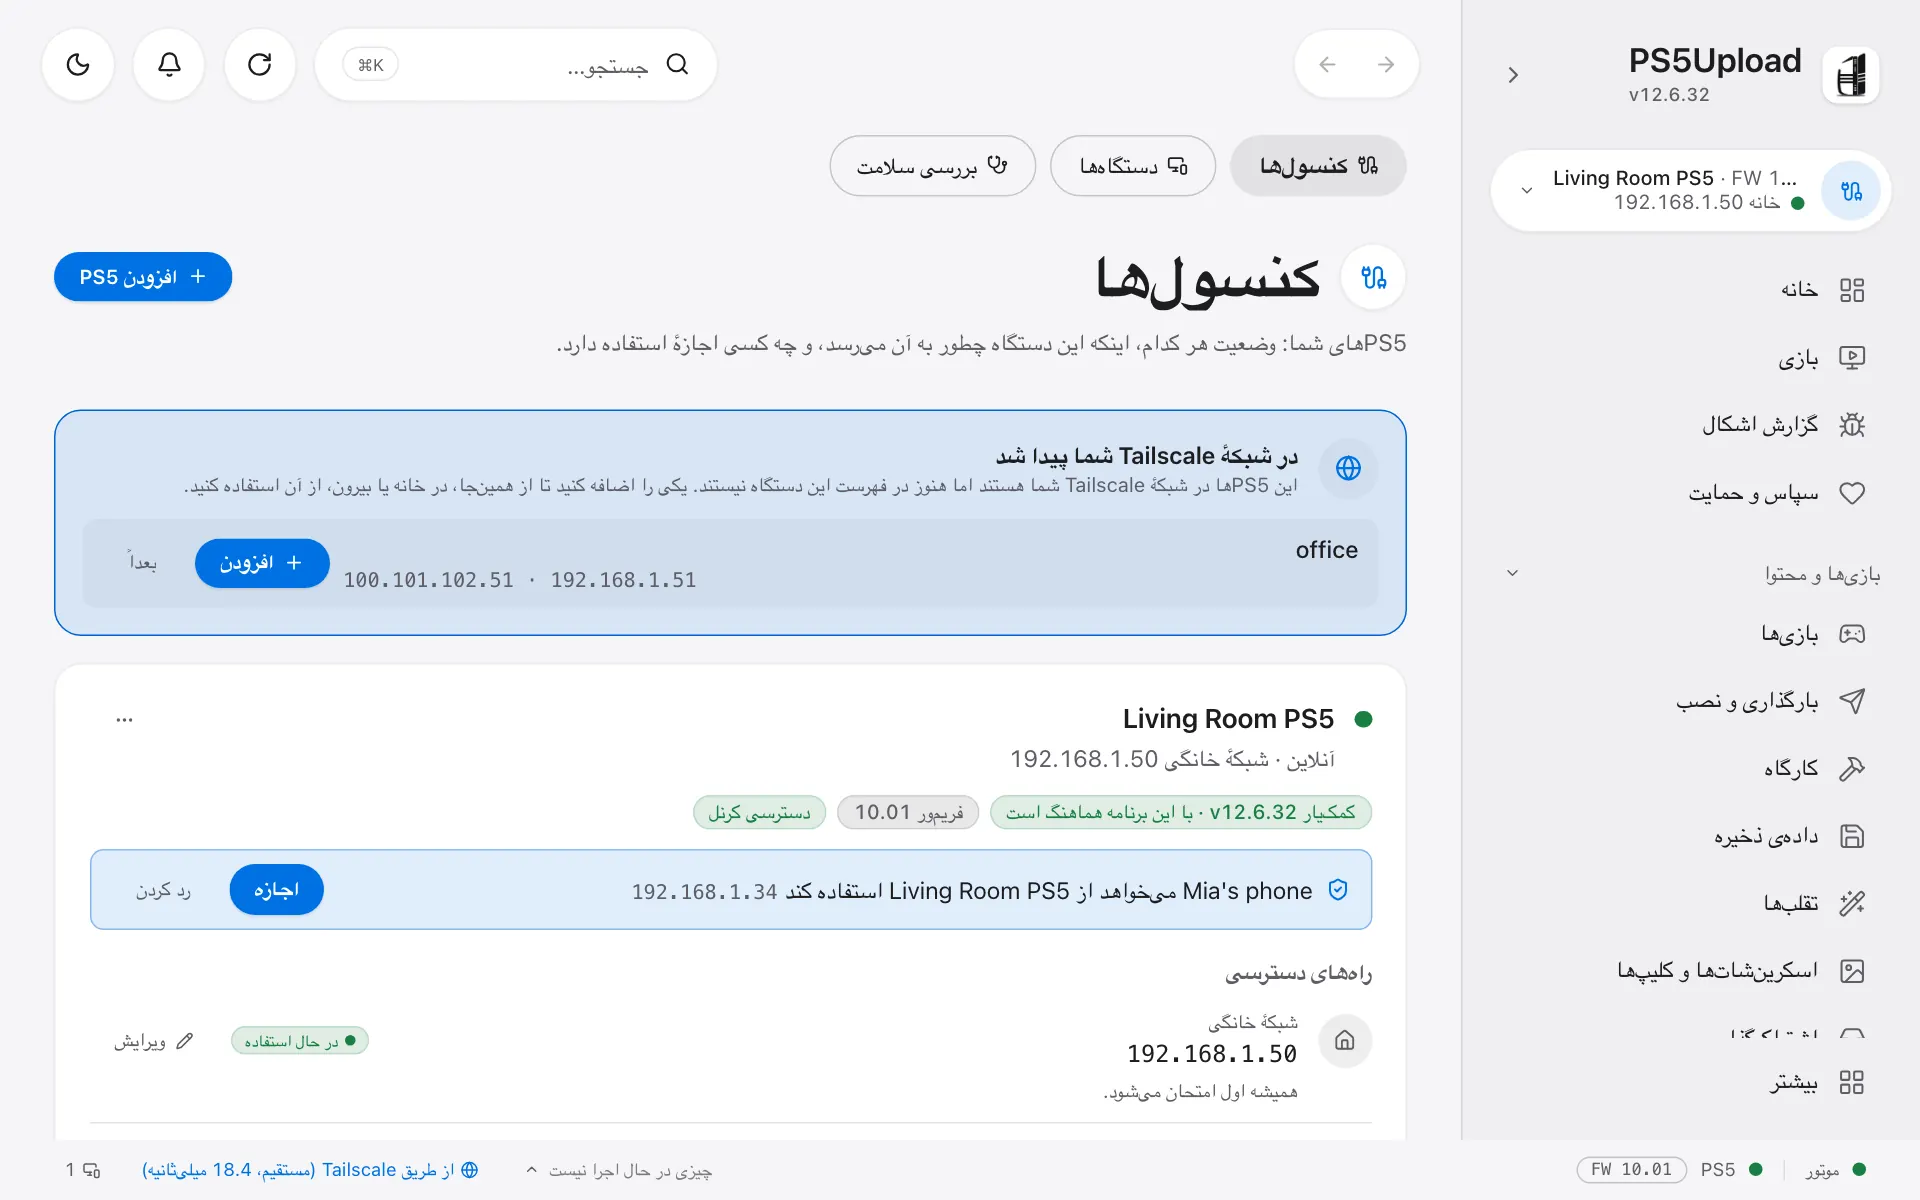 PS5Upload
v12.6.32
Living Room PS5 · FW 1...
خانه 192.168.1.50
خانه
بازی
گزارش اشکال
سپاس و حمایت
بازی‌ها و محتوا
بازی‌ها
بارگذاری و نصب
کارگاه
داده‌ی ذخیره
تقلب‌ها
اسکرین‌شات‌ها و کلیپ‌ها
بیشتر
جستجو...
⌘K
کنسول‌ها
دستگاه‌ها
بررسی سلامت
کنسول‌ها
افزودن PS5
PS5های شما: وضعیت هر کدام، اینکه این دستگاه چطور به آن می‌رسد، و چه کسی اجازهٔ استفاده دارد.
در شبکهٔ Tailscale شما پیدا شد
این PS5ها در شبکهٔ Tailscale شما هستند اما هنوز در فهرست این دستگاه نیستند. یکی را اضافه کنید تا از همین‌جا، در خانه یا بیرون، از آن استفاده کنید.
office
100.101.102.51 · 192.168.1.51
افزودن
بعداً
Living Room PS5
...
آنلاین · شبکهٔ خانگی 192.168.1.50
کمک‌یار v12.6.32 · با این برنامه هماهنگ است
فریم‌ور 10.01
دسترسی کرنل
Mia's phone می‌خواهد از Living Room PS5 استفاده کند 192.168.1.34
اجازه
رد کردن
راه‌های دسترسی
شبکهٔ خانگی
192.168.1.50
همیشه اول امتحان می‌شود.
در حال استفاده
ویرایش
موتور
PS5
FW 10.01
چیزی در حال اجرا نیست
از طریق Tailscale (مستقیم، 18.4 میلی‌ثانیه)
1